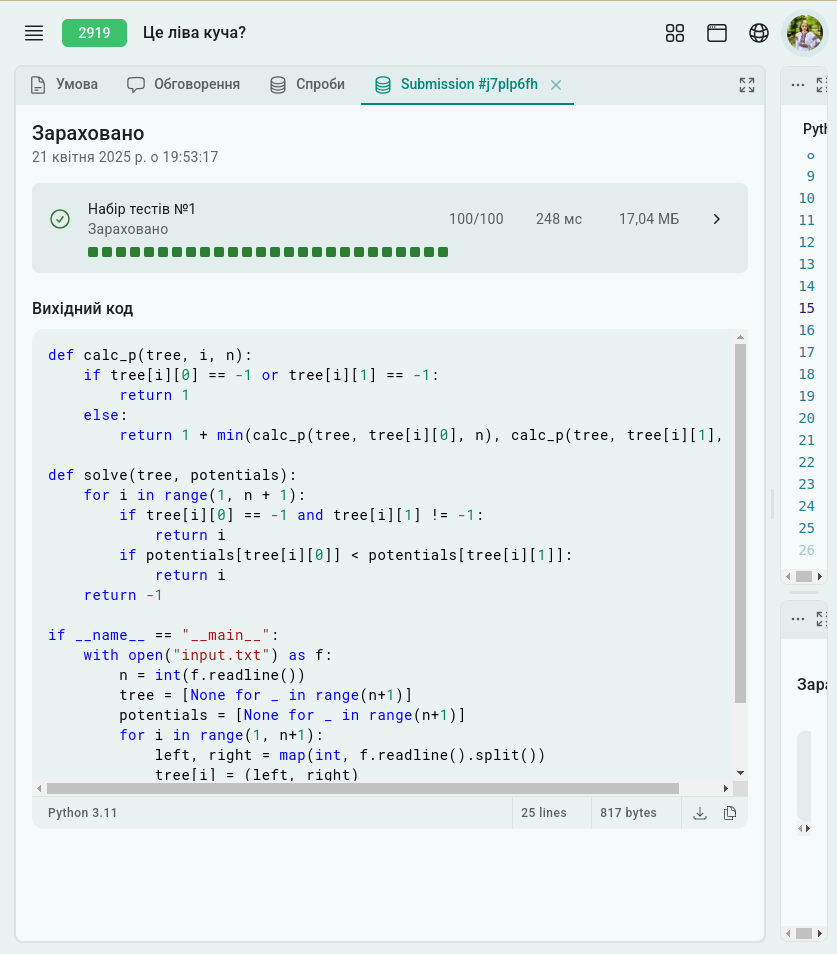 2919
Це ліва куча?
Умова
Обговорення
Спроби
Submission #j7plp6fh
Зараховано
21 квітня 2025 р. о 19:53:17
Набір тестів №1
Зараховано
100/100
248 мс
17,04 МБ
Вихідний код
def calc_p(tree, i, n):
    if tree[i][0] == -1 or tree[i][1] == -1:
        return 1
    else:
        return 1 + min(calc_p(tree, tree[i][0], n), calc_p(tree, tree[i][1],
def solve(tree, potentials):
    for i in range(1, n + 1):
        if tree[i][0] == -1 and tree[i][1] != -1:
            return i
        if potentials[tree[i][0]] < potentials[tree[i][1]]:
            return i
    return -1
if __name__ == "__main__":
    with open("input.txt") as f:
        n = int(f.readline())
        tree = [None for _ in range(n+1)]
        potentials = [None for _ in range(n+1)]
        for i in range(1, n+1):
            left, right = map(int, f.readline().split())
            tree[i] = (left, right)
Python 3.11
25 lines
817 bytes
9
10
11
12
13
14
15
16
17
18
19
20
21
22
23
24
25
26